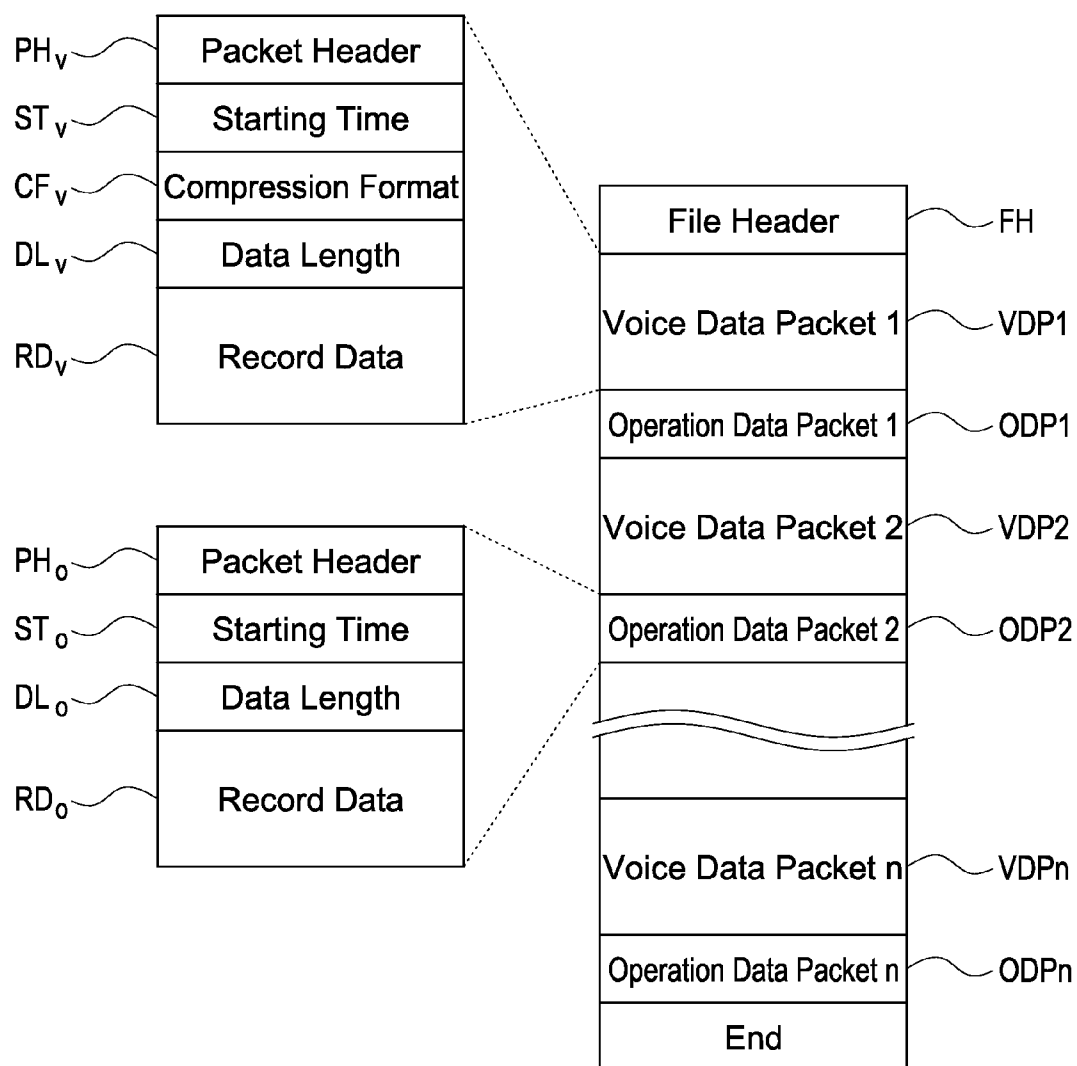 PHv Packet Header
STv Starting Time
CFv Compression Format
DLv Data Length
RDv Record Data
PHo Packet Header
STo Starting Time
DLo Data Length
RDo Record Data
File Header FH
Voice Data Packet 1 VDP1
Operation Data Packet 1 ODP1
Voice Data Packet 2 VDP2
Operation Data Packet 2 ODP2
Voice Data Packet n VDPn
Operation Data Packet n ODPn
End